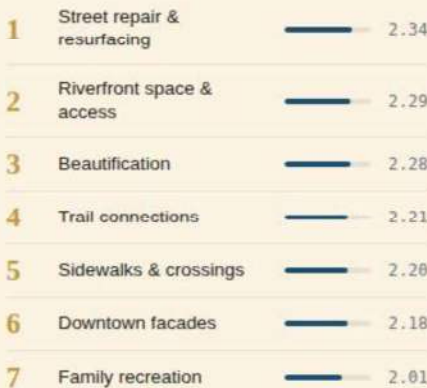 1 Street repair & resurfacing 2.34
2 Riverfront space & access 2.29
3 Beautification 2.28
4 Trail connections 2.21
5 Sidewalks & crossings 2.20
6 Downtown facades 2.18
7 Family recreation 2.01